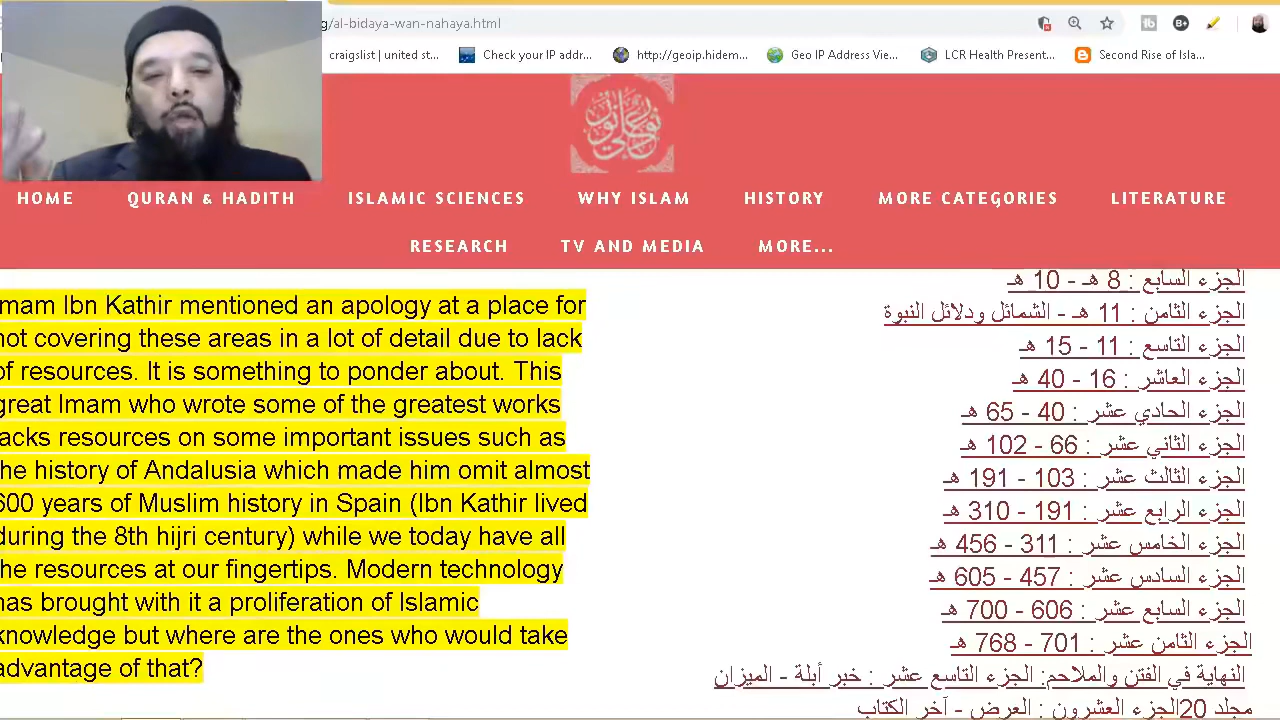 g/al-bidaya-wan-nahaya.html
craigslist | united st...
Check your IP addr...
http://geoip.hidem...
Geo IP Address Vie...
LCR Health Present...
Second Rise of Isla...
HOME QURAN & HADITH ISLAMIC SCIENCES WHY ISLAM HISTORY MORE CATEGORIES LITERATURE
RESEARCH TV AND MEDIA MORE...
mam Ibn Kathir mentioned an apology at a place for
not covering these areas in a lot of detail due to lack
of resources. It is something to ponder about. This
great Imam who wrote some of the greatest works
lacks resources on some important issues such as
the history of Andalusia which made him omit almost
600 years of Muslim history in Spain (Ibn Kathir lived
during the 8th hijri century) while we today have all
the resources at our fingertips. Modern technology
has brought with it a proliferation of Islamic
knowledge but where are the ones who would take
advantage of that?
الجزء السابع : 8 هـ - 10 هـ
الجزء الثامن : 11 هـ - الشمائل ودلائل النبوة
الجزء التاسع : 11 - 15 هـ
الجزء العاشر : 16 - 40 هـ
الجزء الحادي عشر : 40 - 65 هـ
الجزء الثاني عشر : 66 - 102 هـ
الجزء الثالث عشر : 103 - 191 هـ
الجزء الرابع عشر : 191 - 310 هـ
الجزء الخامس عشر : 311 - 456 هـ
الجزء السادس عشر : 457 - 605 هـ
الجزء السابع عشر : 606 - 700 هـ
الجزء الثامن عشر : 701 - 768 هـ
النهاية في الفتن والملاحم: الجزء التاسع عشر : خبر أبلة - الميزان
مجلد 20الجزء العشرون : العرض - آخر الكتاب